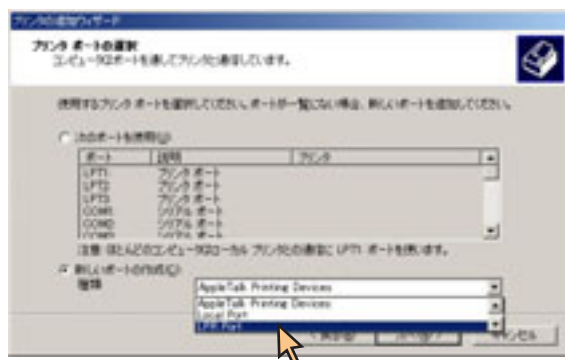 プリンタの追加ウィザード
プリンタ ポートの選択
コンピュータはポートを通してプリンタと通信しています。
使用するプリンタ ポートを選択してください。ポートが一覧にない場合、新しいポートを追加してください。
次のポートを使用(U):
ポート 説明 プリンタ
LPT1: プリンタ ポート
LPT2: プリンタ ポート
LPT3: プリンタ ポート
COM1: シリアル ポート
COM2: シリアル ポート
COM3: シリアル ポート
注意: ほとんどのコンピュータはローカル プリンタとの通信に LPT1: ポートを使います。
新しいポートの作成(C):
種類
AppleTalk Printing Devices
AppleTalk Printing Devices
Local Port
LPR Port
キャンセル